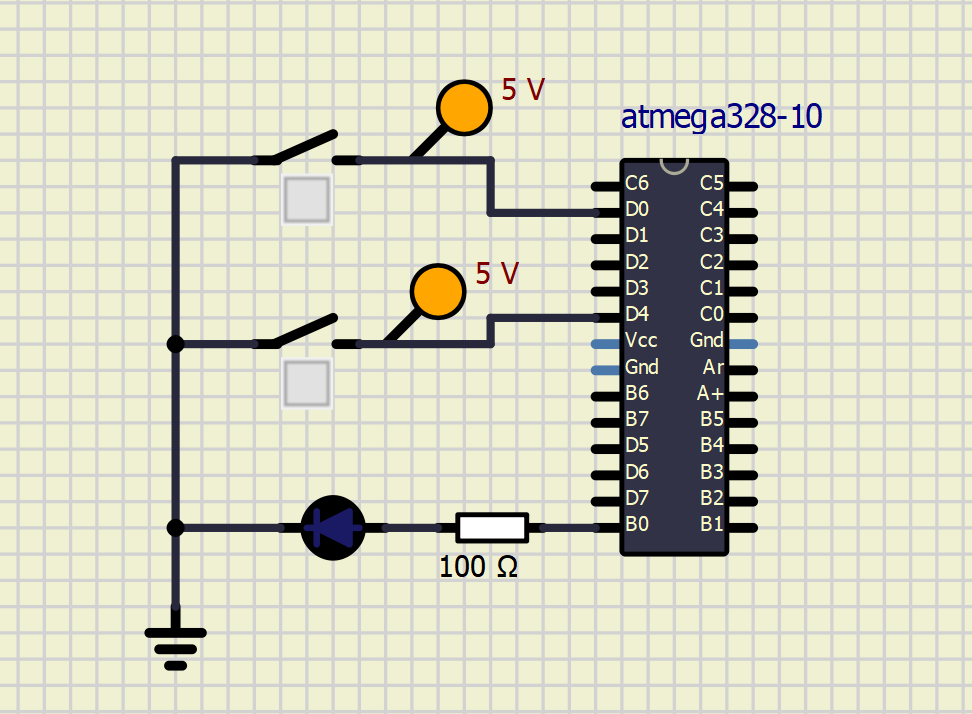 5 V
atmega328-10
C6 C5
D0 C4
D1 C3
D2 C2
5 V
D3 C1
D4 C0
Vcc Gnd
Gnd Ar
B6 A+
B7 B5
D5 B4
D6 B3
D7 B2
B0 B1
100 Ω